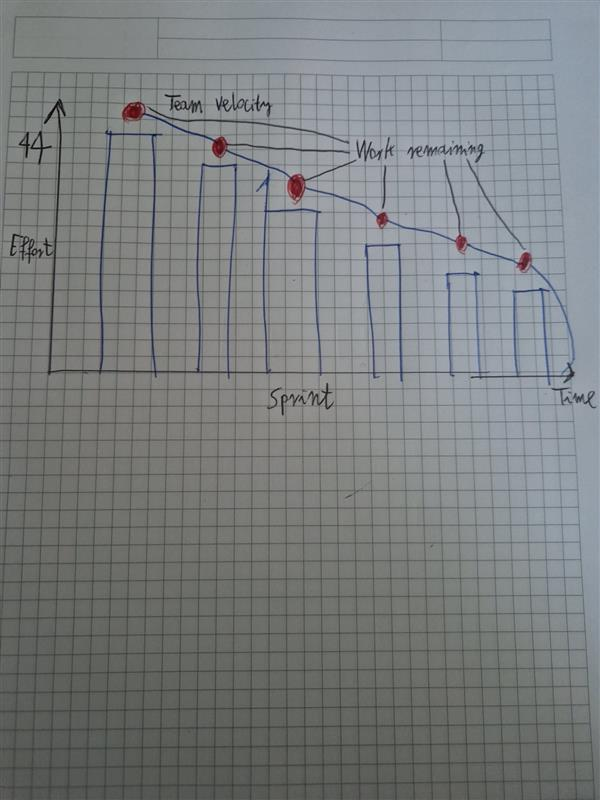 Team velocity
44
Work remaining
Effort
Sprint
Time